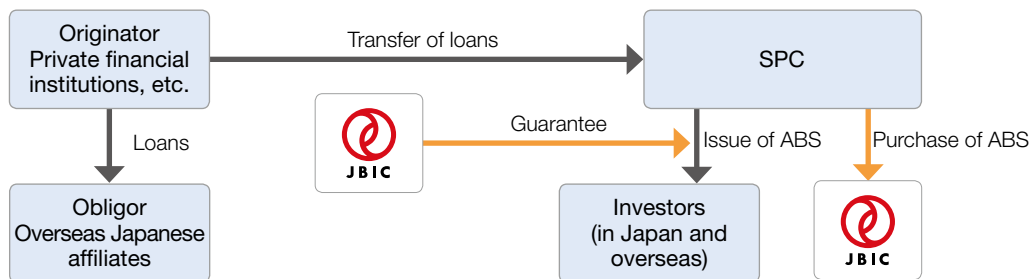 Originator
Private financial
institutions, etc.
Transfer of loans
SPC
Loans
JBIC
Guarantee
Issue of ABS
Purchase of ABS
Obligor
Overseas Japanese
affiliates
Investors
(in Japan and
overseas)
JBIC